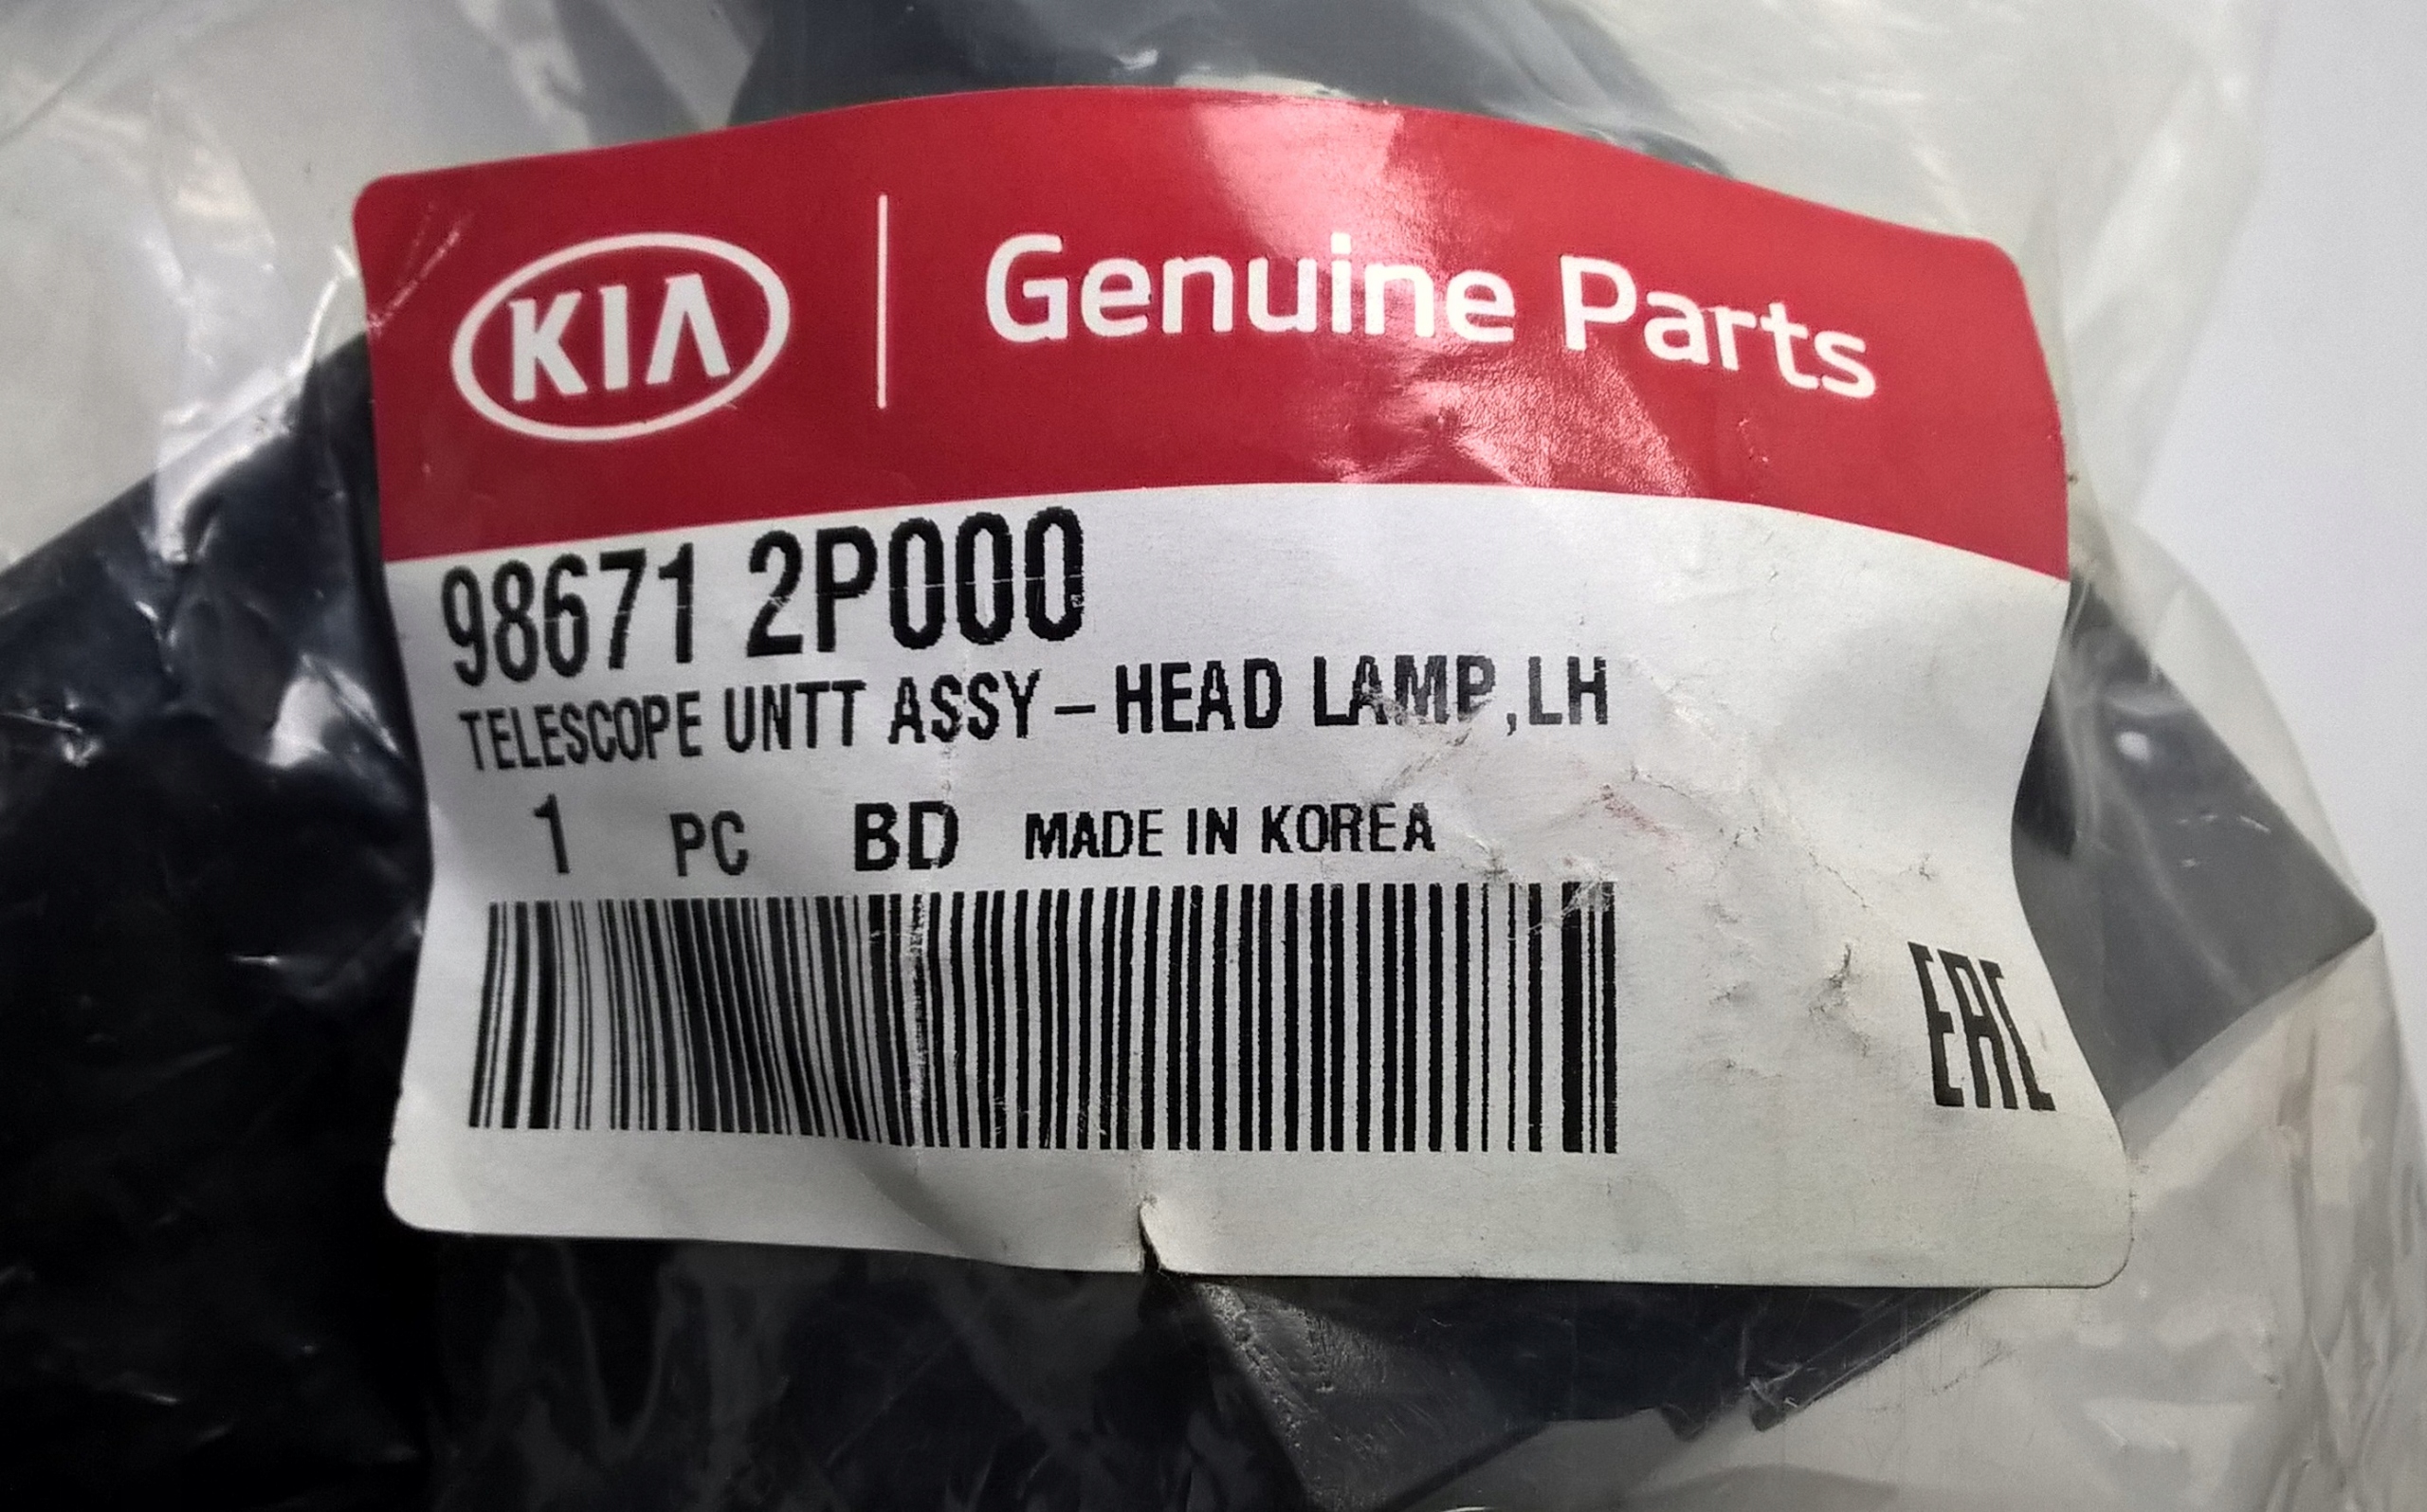 KIA Genuine Parts
98671 2P000
TELESCOPE UNTT ASSY-HEAD LAMP,LH
1 PC BD MADE IN KOREA
EAC